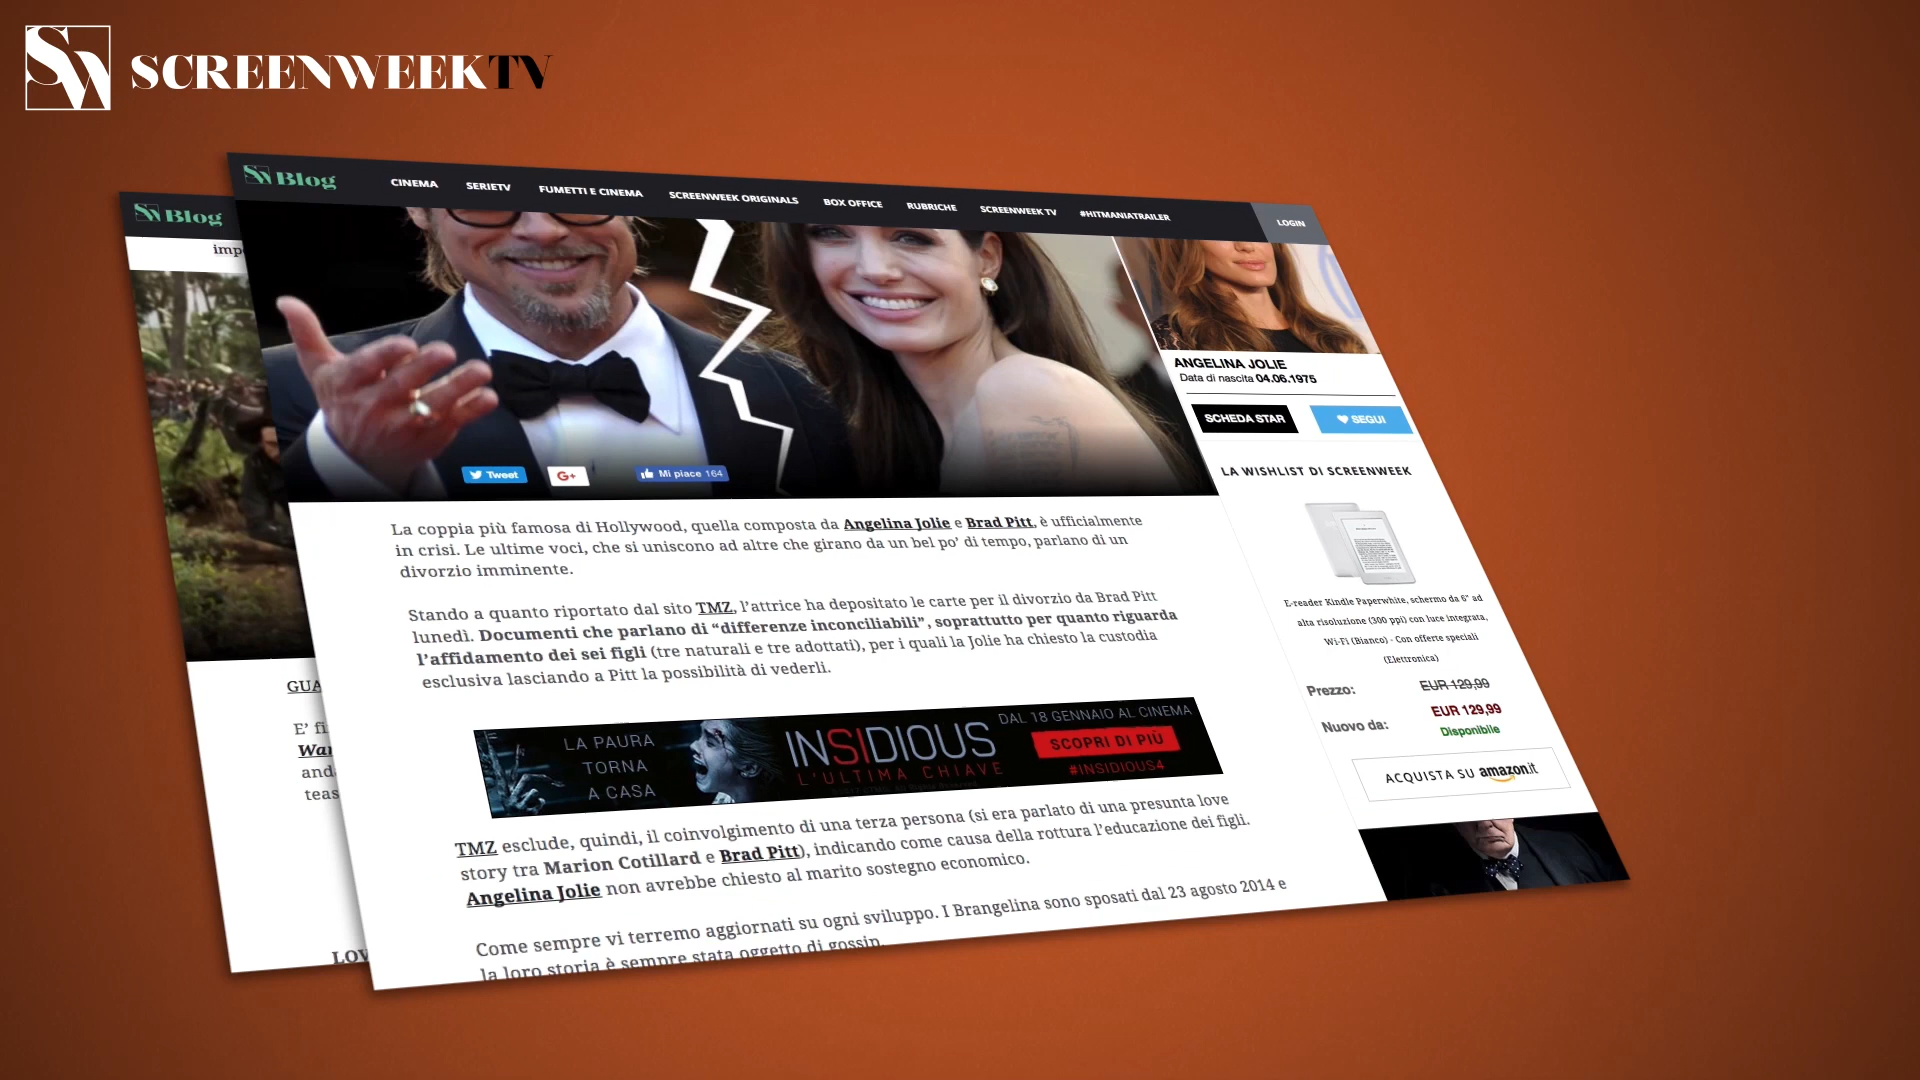 SW SCREENWEEKTV
SW Blog
CINEMA
SERIETV
FUMETTI E CINEMA
SCREENWEEK ORIGINALS
BOX OFFICE
RUBRICHE
SCREENWEEK TV
#HITMANIATRAILER
LOGIN
SW Blog
ANGELINA JOLIE
Data di nascita 04.06.1975
SCHEDA STAR
SEGUI
Tweet
G+
Mi piace 164
LA WISHLIST DI SCREENWEEK
La coppia più famosa di Hollywood, quella composta da Angelina Jolie e Brad Pitt, è ufficialmente
in crisi. Le ultime voci, che si uniscono ad altre che girano da un bel po' di tempo, parlano di un
divorzio imminente.
Stando a quanto riportato dal sito TMZ, l'attrice ha depositato le carte per il divorzio da Brad Pitt
lunedì. Documenti che parlano di “differenze inconciliabili”, soprattutto per quanto riguarda
l'affidamento dei sei figli (tre naturali e tre adottati), per i quali la Jolie ha chiesto la custodia
esclusiva lasciando a Pitt la possibilità di vederli.
E-reader Kindle Paperwhite, schermo da 6" ad
alta risoluzione (300 ppi) con luce integrata,
Wi-Fi (Bianco) - Con offerte speciali
(Elettronica)
Prezzo: EUR 129,99
Nuovo da: EUR 129,99
Disponibile
ACQUISTA SU amazon.it
LA PAURA
TORNA
A CASA
INSIDIOUS
L'ULTIMA CHIAVE
DAL 18 GENNAIO AL CINEMA
SCOPRI DI PIÙ
#INSIDIOUS4
TMZ esclude, quindi, il coinvolgimento di una terza persona (si era parlato di una presunta love
story tra Marion Cotillard e Brad Pitt), indicando come causa della rottura l'educazione dei figli.
Angelina Jolie non avrebbe chiesto al marito sostegno economico.
Come sempre vi terremo aggiornati su ogni sviluppo. I Brangelina sono sposati dal 23 agosto 2014 e
la loro storia è sempre stata oggetto di gossip.